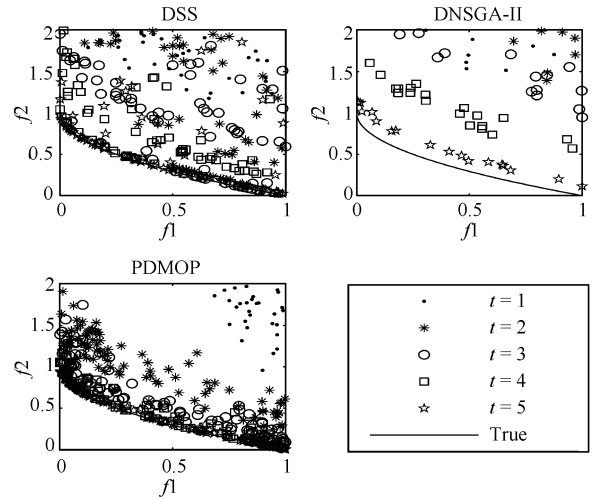 DSS
2
1.5
1
0.5
0
f2
0 0.5 1
f1
DNSGA-II
2
1.5
1
0.5
0
f2
0 0.5 1
f1
PDMOP
2
1.5
1
0.5
0
f2
0 0.5 1
f1
t = 1
t = 2
t = 3
t = 4
t = 5
True